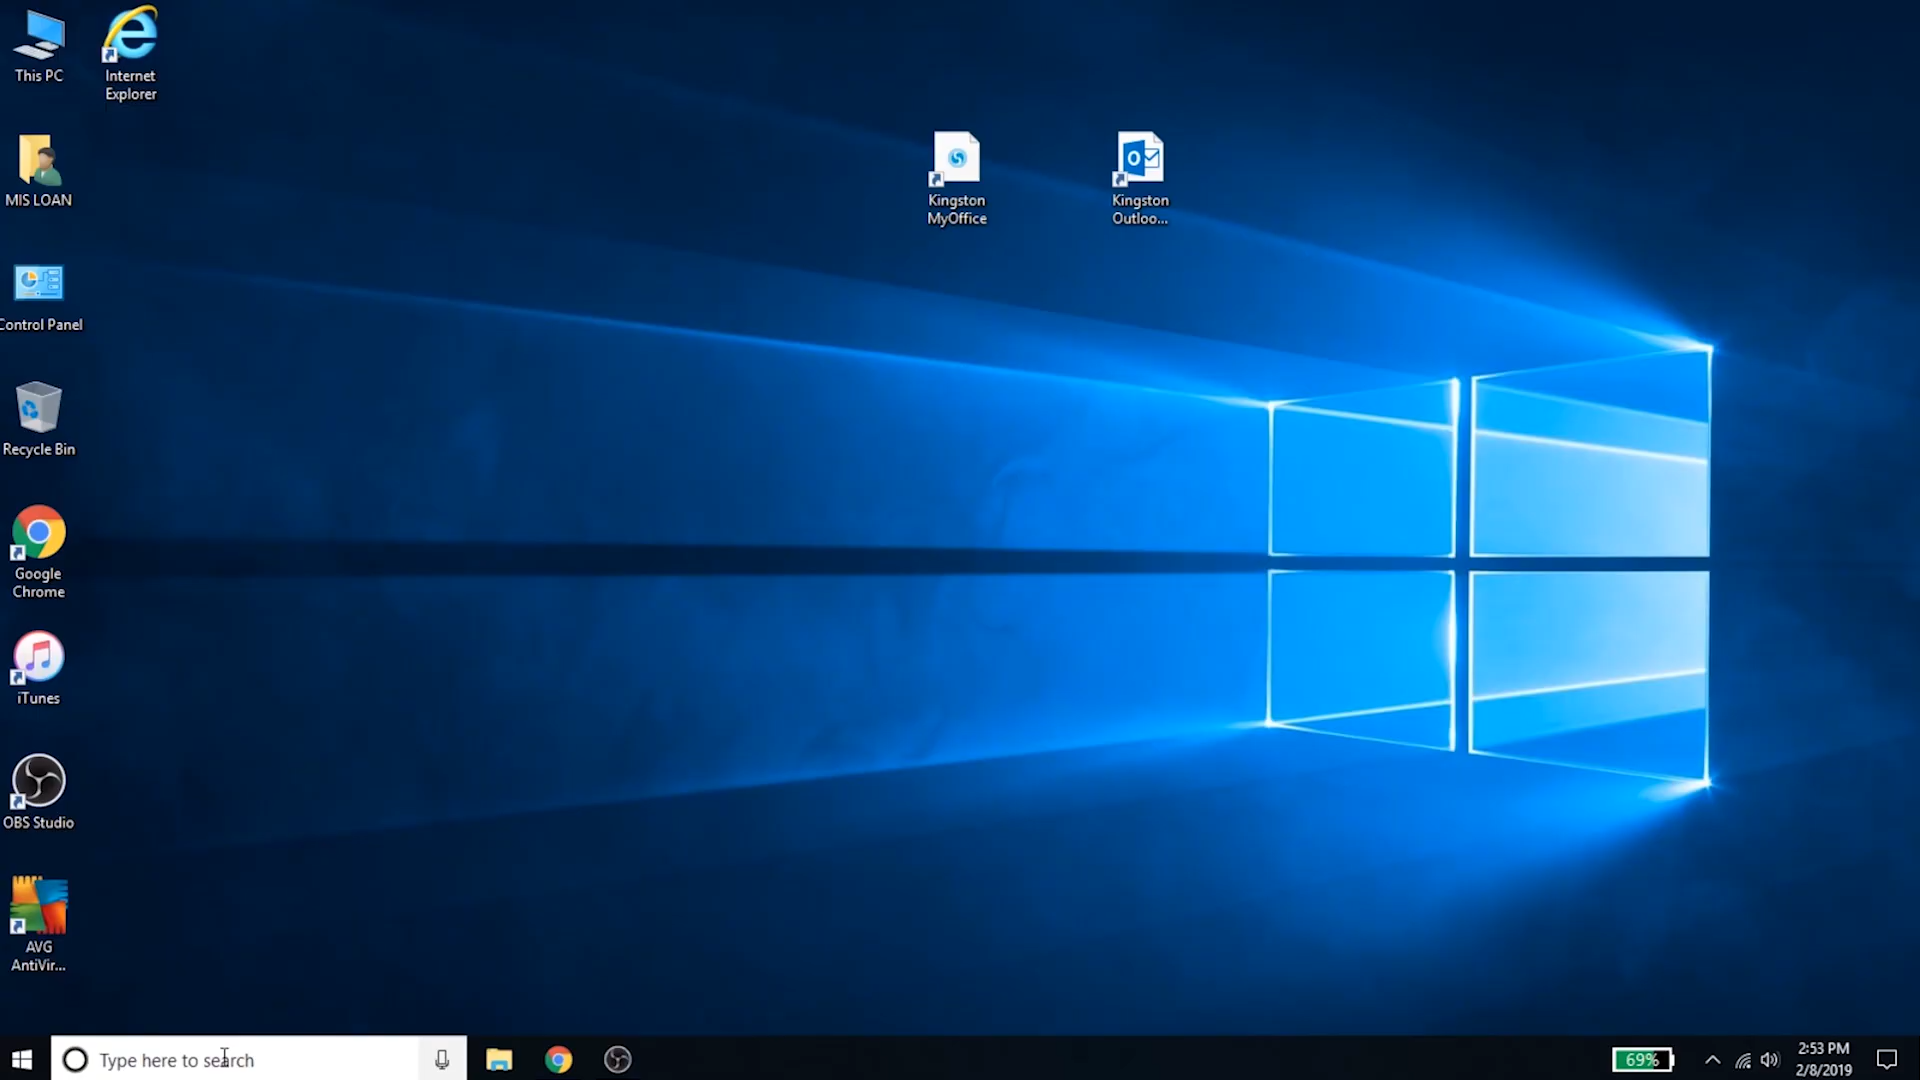 This PC
Internet
Explorer
MIS LOAN
Kingston
MyOffice
Kingston
Outloo...
Control Panel
Recycle Bin
Google
Chrome
iTunes
OBS Studio
AVG
AntiVir...
Type here to search
69%
2:53 PM
2/8/2019